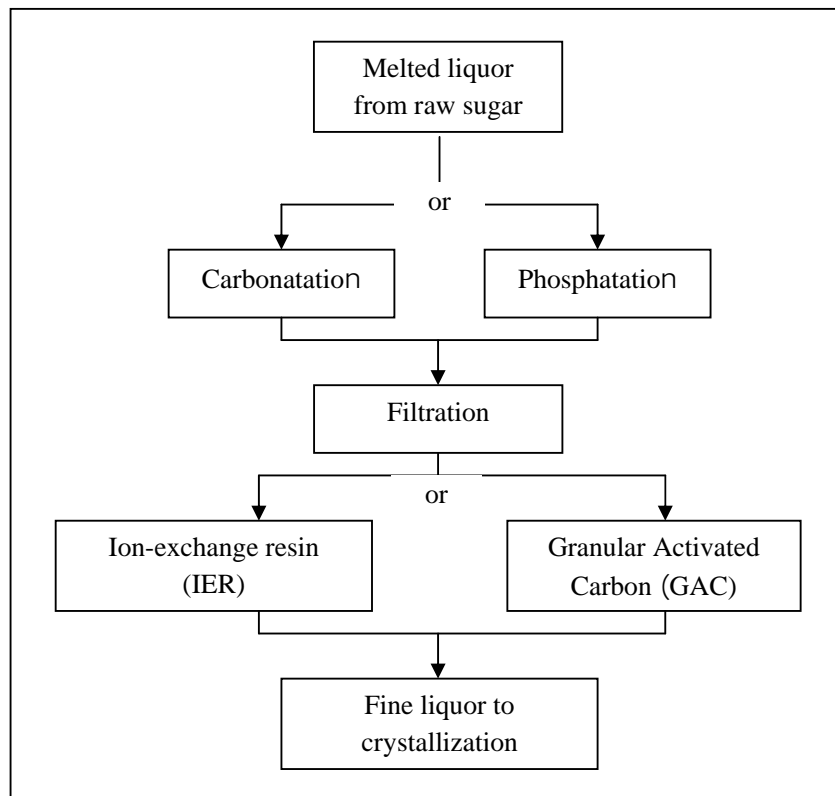 Melted liquor
from raw sugar
or
Carbonatation
Phosphatation
Filtration
or
Ion-exchange resin
(IER)
Granular Activated
Carbon (GAC)
Fine liquor to
crystallization